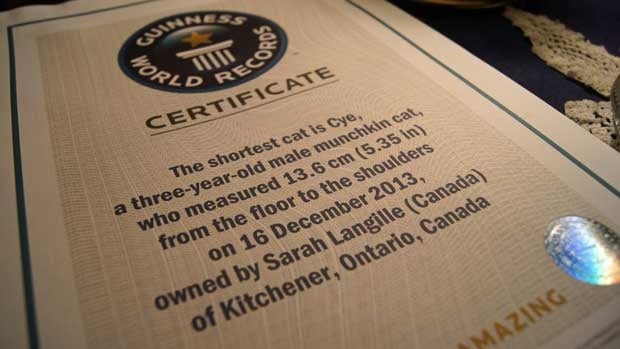 GUINNESS
WORLD RECORDS
CERTIFICATE
The shortest cat is Cye,
a three-year-old male munchkin cat,
who measured 13.6 cm (5.35 in)
from the floor to the shoulders
on 16 December 2013,
owned by Sarah Langille (Canada)
of Kitchener, Ontario, Canada
AMAZING